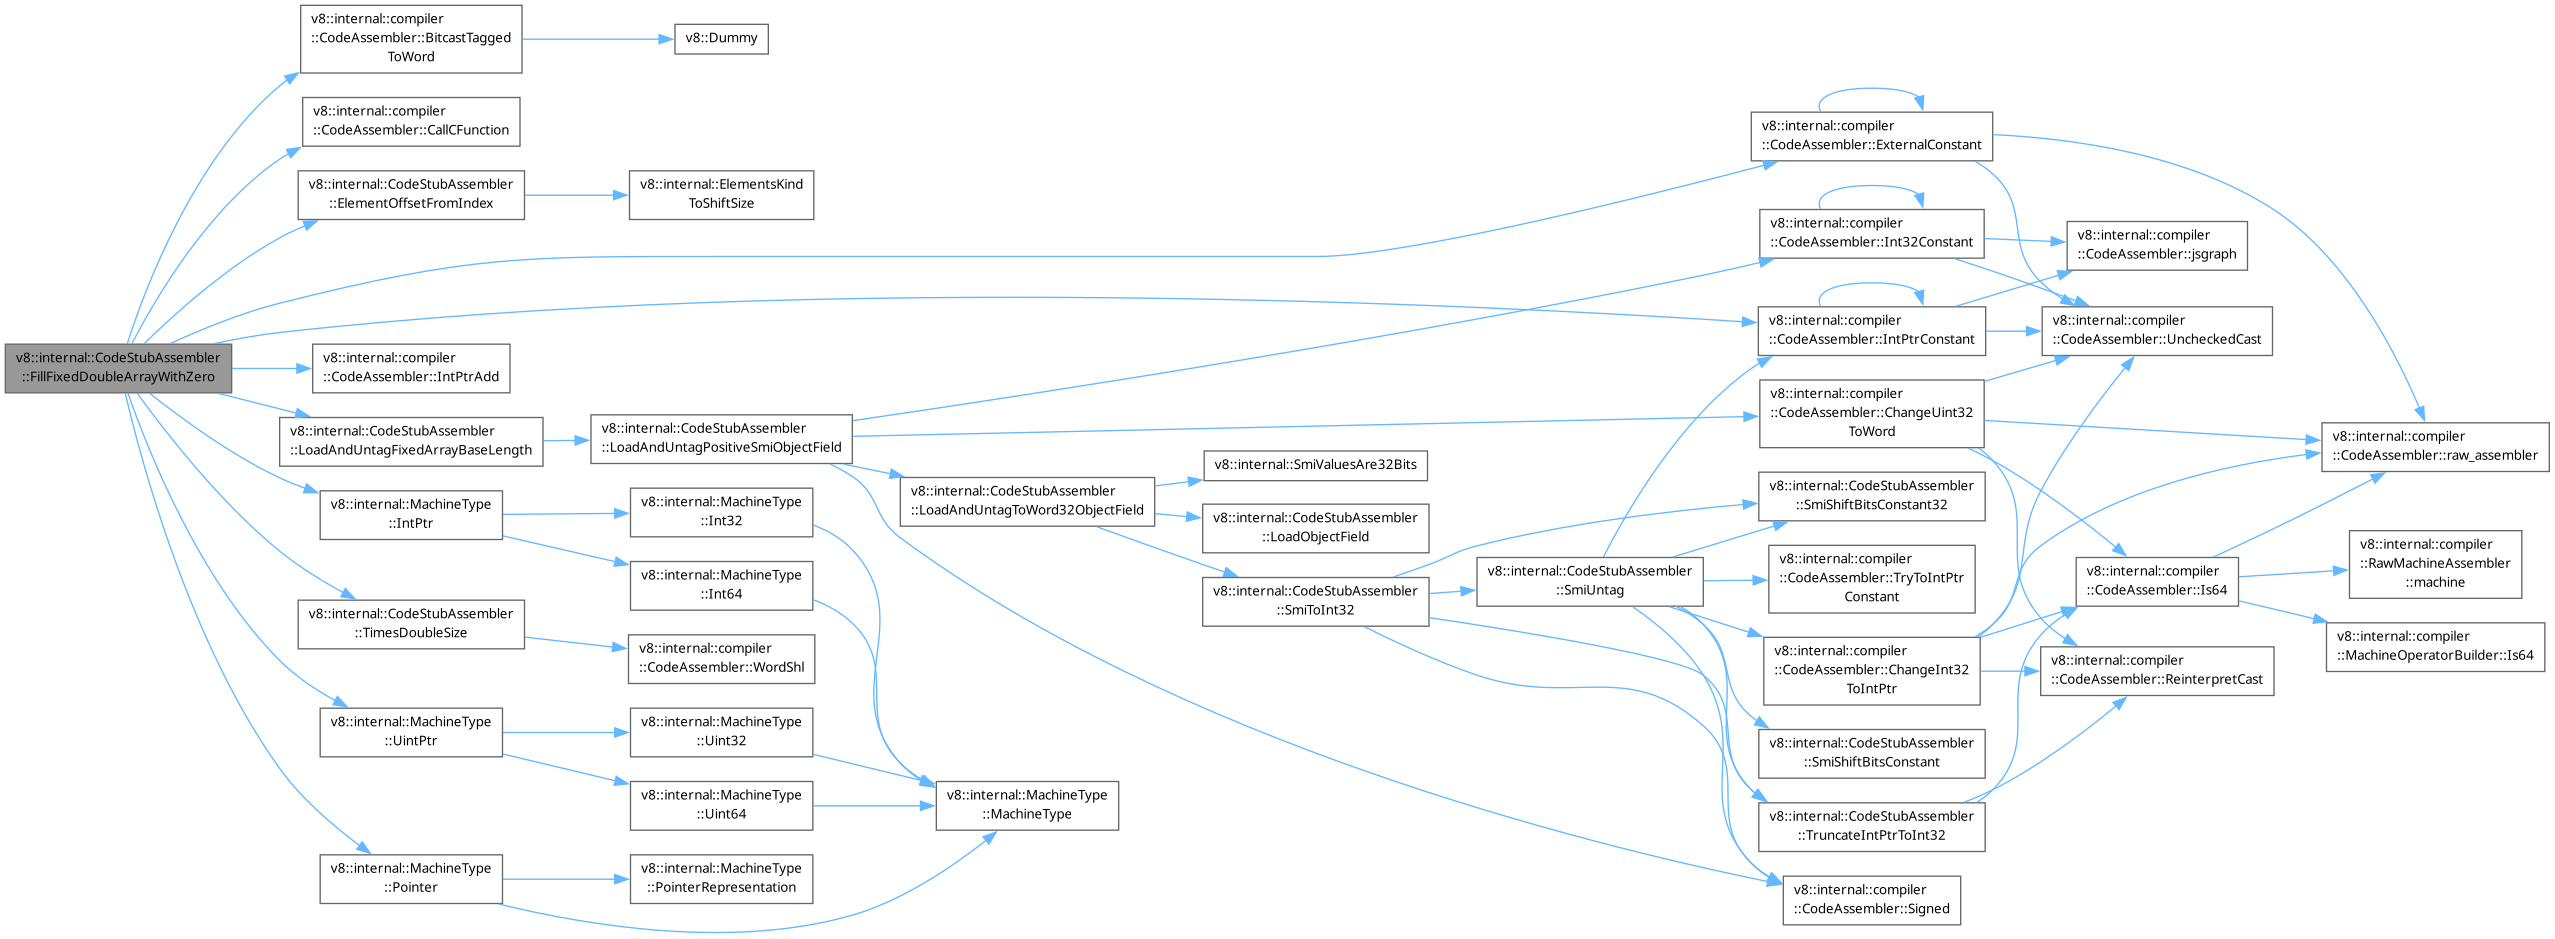 v8::internal::CodeStubAssembler
::FillFixedDoubleArrayWithZero
v8::internal::compiler
::CodeAssembler::BitcastTagged
ToWord
v8::Dummy
v8::internal::compiler
::CodeAssembler::CallCFunction
v8::internal::CodeStubAssembler
::ElementOffsetFromIndex
v8::internal::ElementsKind
ToShiftSize
v8::internal::compiler
::CodeAssembler::IntPtrAdd
v8::internal::CodeStubAssembler
::LoadAndUntagFixedArrayBaseLength
v8::internal::CodeStubAssembler
::LoadAndUntagPositiveSmiObjectField
v8::internal::MachineType
::IntPtr
v8::internal::MachineType
::Int32
v8::internal::MachineType
::Int64
v8::internal::CodeStubAssembler
::TimesDoubleSize
v8::internal::compiler
::CodeAssembler::WordShl
v8::internal::MachineType
::UintPtr
v8::internal::MachineType
::Uint32
v8::internal::MachineType
::Uint64
v8::internal::MachineType
::MachineType
v8::internal::MachineType
::Pointer
v8::internal::MachineType
::PointerRepresentation
v8::internal::CodeStubAssembler
::LoadAndUntagToWord32ObjectField
v8::internal::SmiValuesAre32Bits
v8::internal::CodeStubAssembler
::LoadObjectField
v8::internal::CodeStubAssembler
::SmiToInt32
v8::internal::CodeStubAssembler
::SmiUntag
v8::internal::compiler
::CodeAssembler::ExternalConstant
v8::internal::compiler
::CodeAssembler::Int32Constant
v8::internal::compiler
::CodeAssembler::IntPtrConstant
v8::internal::compiler
::CodeAssembler::ChangeUint32
ToWord
v8::internal::CodeStubAssembler
::SmiShiftBitsConstant32
v8::internal::compiler
::CodeAssembler::TryToIntPtr
Constant
v8::internal::compiler
::CodeAssembler::ChangeInt32
ToIntPtr
v8::internal::CodeStubAssembler
::SmiShiftBitsConstant
v8::internal::CodeStubAssembler
::TruncateIntPtrToInt32
v8::internal::compiler
::CodeAssembler::Signed
v8::internal::compiler
::CodeAssembler::jsgraph
v8::internal::compiler
::CodeAssembler::UncheckedCast
v8::internal::compiler
::CodeAssembler::Is64
v8::internal::compiler
::CodeAssembler::ReinterpretCast
v8::internal::compiler
::CodeAssembler::raw_assembler
v8::internal::compiler
::RawMachineAssembler
::machine
v8::internal::compiler
::MachineOperatorBuilder::Is64